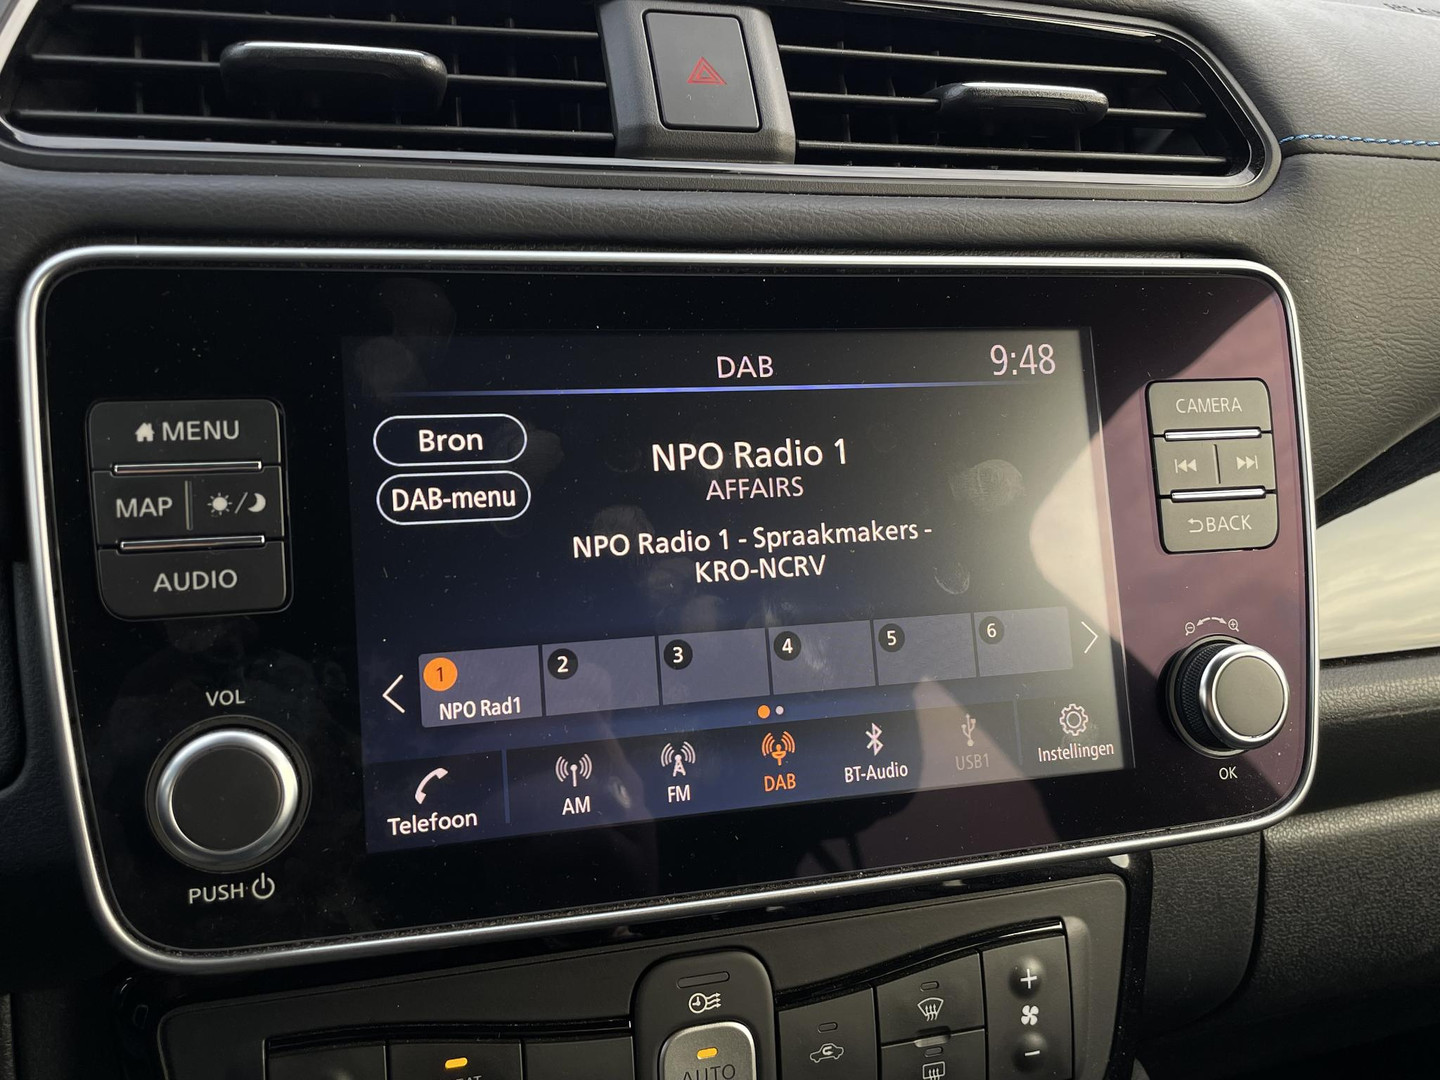 DAB
9:48
MENU
MAP
AUDIO
VOL
PUSH
Bron
DAB-menu
NPO Radio 1
AFFAIRS
NPO Radio 1 - Spraakmakers -
KRO-NCRV
1
2
3
4
5
6
NPO Rad1
Telefoon
AM
FM
DAB
BT-Audio
USB1
Instellingen
CAMERA
BACK
OK
AUTO